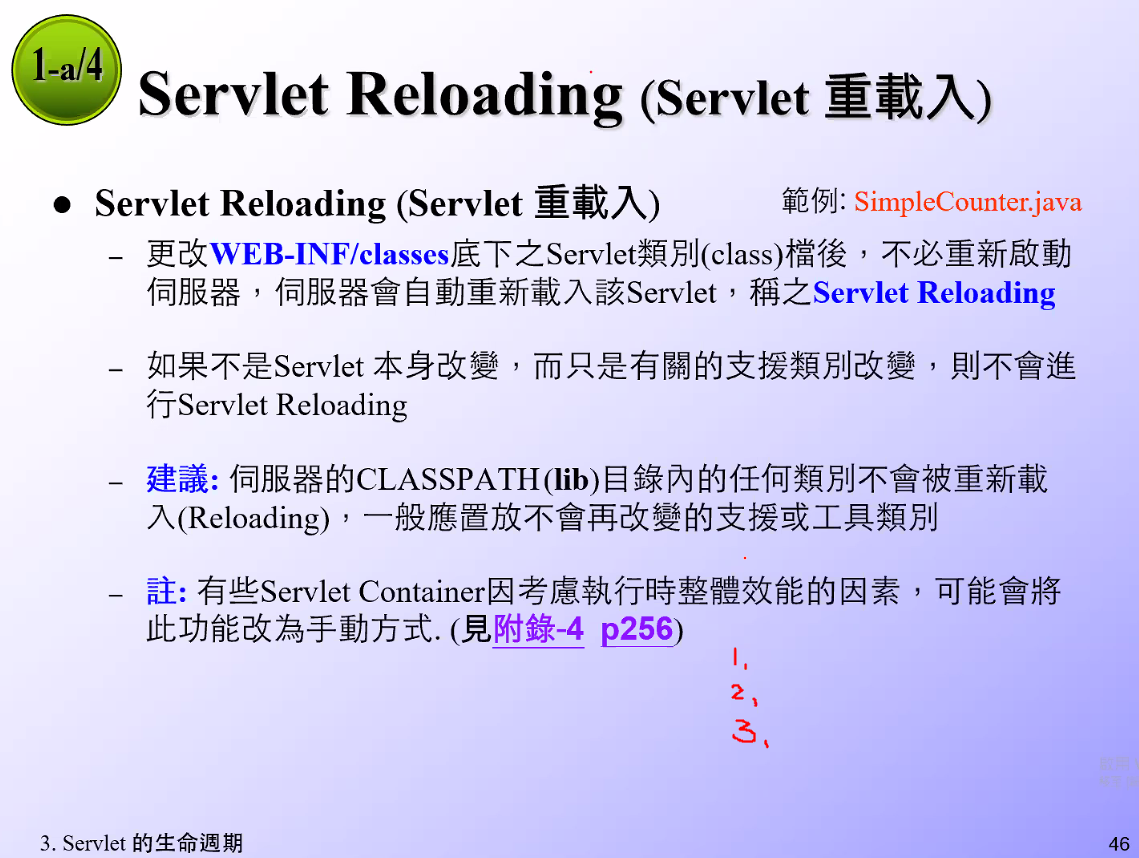 1-a/4
Servlet Reloading (Servlet 重載入)
● Servlet Reloading (Servlet 重載入)
範例: SimpleCounter.java
– 更改WEB-INF/classes底下之Servlet類別(class)檔後，不必重新啟動
伺服器，伺服器會自動重新載入該Servlet，稱之Servlet Reloading
– 如果不是Servlet 本身改變，而只是有關的支援類別改變，則不會進
行Servlet Reloading
– 建議: 伺服器的CLASSPATH(lib)目錄內的任何類別不會被重新載
入(Reloading)，一般應置放不會再改變的支援或工具類別
– 註: 有些Servlet Container因考慮執行時整體效能的因素，可能會將
此功能改為手動方式. (見附錄-4 p256)
1.
2.
3.
3. Servlet 的生命週期
46